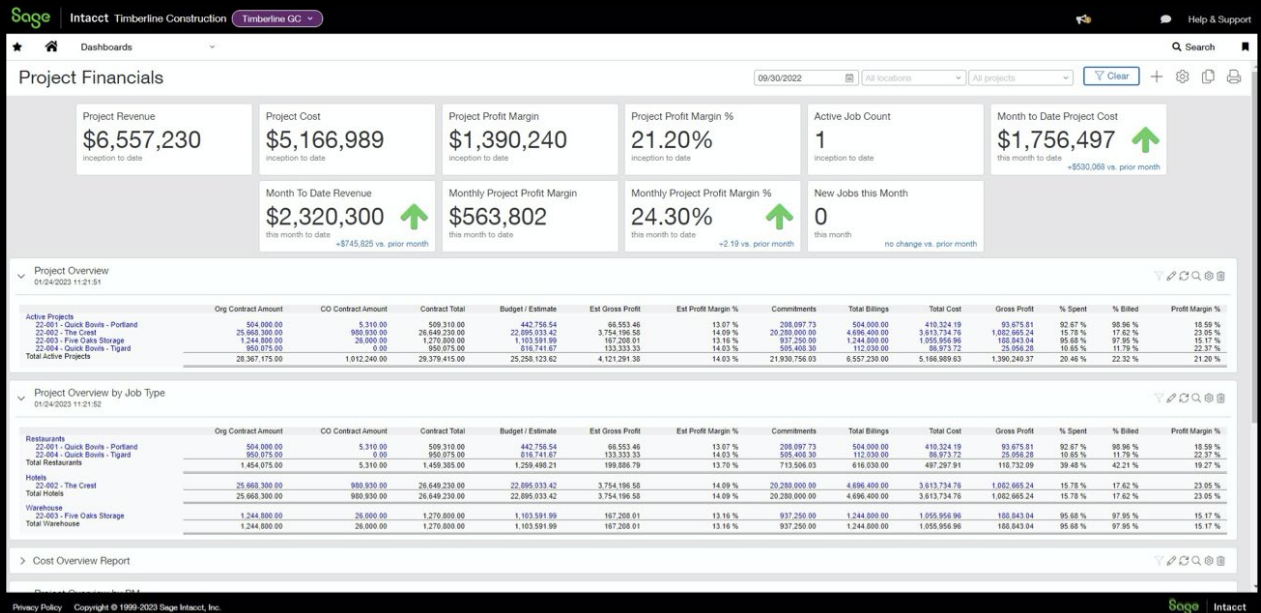 Sage Intacct Timberline Construction Timberline GC Help & Support
Dashboards Search
Project Financials 09/30/2022 All locations All projects Clear
Project Revenue
$6,557,230
inception to date
Project Cost
$5,166,989
inception to date
Project Profit Margin
$1,390,240
inception to date
Project Profit Margin %
21.20%
inception to date
Active Job Count
1
inception to date
Month to Date Project Cost
$1,756,497
this month to date
+$530,068 vs. prior month
Month To Date Revenue
$2,320,300
this month to date
+$745,825 vs. prior month
Monthly Project Profit Margin
$563,802
this month to date
Monthly Project Profit Margin %
24.30%
this month to date
+2.19 vs. prior month
New Jobs this Month
0
this month
no change vs. prior month
Project Overview
01/24/2023 11:21:51
Org Contract Amount CO Contract Amount Contract Total Budget / Estimate Est Gross Profit Est Profit Margin % Commitments Total Billings Total Cost Gross Profit % Spent % Billed Profit Margin %
Active Projects
22-001 - Quick Bowls - Portland 504,000.00 5,310.00 509,310.00 442,756.54 66,553.46 13.07 % 208,097.73 504,000.00 410,324.19 93,675.81 92.67 % 98.96 % 18.59 %
22-002 - The Crest 25,668,300.00 980,930.00 26,649,230.00 22,895,033.42 3,754,196.58 14.09 % 20,280,000.00 4,696,400.00 3,613,734.76 1,082,665.24 15.78 % 17.62 % 23.05 %
22-003 - Five Oaks Storage 1,244,800.00 26,000.00 1,270,800.00 1,103,591.99 167,208.01 13.16 % 937,250.00 1,244,800.00 1,055,956.96 188,843.04 95.68 % 97.95 % 15.17 %
22-004 - Quick Bowls - Tigard 950,075.00 0.00 950,075.00 816,741.67 133,333.33 14.03 % 505,408.30 112,030.00 86,973.72 25,056.28 10.65 % 11.79 % 22.37 %
Total Active Projects 28,367,175.00 1,012,240.00 29,379,415.00 25,258,123.62 4,121,291.38 14.03 % 21,930,756.03 6,557,230.00 5,166,989.63 1,390,240.37 20.46 % 22.32 % 21.20 %
Project Overview by Job Type
01/24/2023 11:21:52
Org Contract Amount CO Contract Amount Contract Total Budget / Estimate Est Gross Profit Est Profit Margin % Commitments Total Billings Total Cost Gross Profit % Spent % Billed Profit Margin %
Restaurants
22-001 - Quick Bowls - Portland 504,000.00 5,310.00 509,310.00 442,756.54 66,553.46 13.07 % 208,097.73 504,000.00 410,324.19 93,675.81 92.67 % 98.96 % 18.59 %
22-004 - Quick Bowls - Tigard 950,075.00 0.00 950,075.00 816,741.67 133,333.33 14.03 % 505,408.30 112,030.00 86,973.72 25,056.28 10.65 % 11.79 % 22.37 %
Total Restaurants 1,454,075.00 5,310.00 1,459,385.00 1,259,498.21 199,886.79 13.70 % 713,506.03 616,030.00 497,297.91 118,732.09 39.48 % 42.21 % 19.27 %
Hotels
22-002 - The Crest 25,668,300.00 980,930.00 26,649,230.00 22,895,033.42 3,754,196.58 14.09 % 20,280,000.00 4,696,400.00 3,613,734.76 1,082,665.24 15.78 % 17.62 % 23.05 %
Total Hotels 25,668,300.00 980,930.00 26,649,230.00 22,895,033.42 3,754,196.58 14.09 % 20,280,000.00 4,696,400.00 3,613,734.76 1,082,665.24 15.78 % 17.62 % 23.05 %
Warehouse
22-003 - Five Oaks Storage 1,244,800.00 26,000.00 1,270,800.00 1,103,591.99 167,208.01 13.16 % 937,250.00 1,244,800.00 1,055,956.96 188,843.04 95.68 % 97.95 % 15.17 %
Total Warehouse 1,244,800.00 26,000.00 1,270,800.00 1,103,591.99 167,208.01 13.16 % 937,250.00 1,244,800.00 1,055,956.96 188,843.04 95.68 % 97.95 % 15.17 %
Cost Overview Report
Project Overview by PM
Privacy Policy Copyright © 1999-2023 Sage Intacct, Inc. Sage Intacct